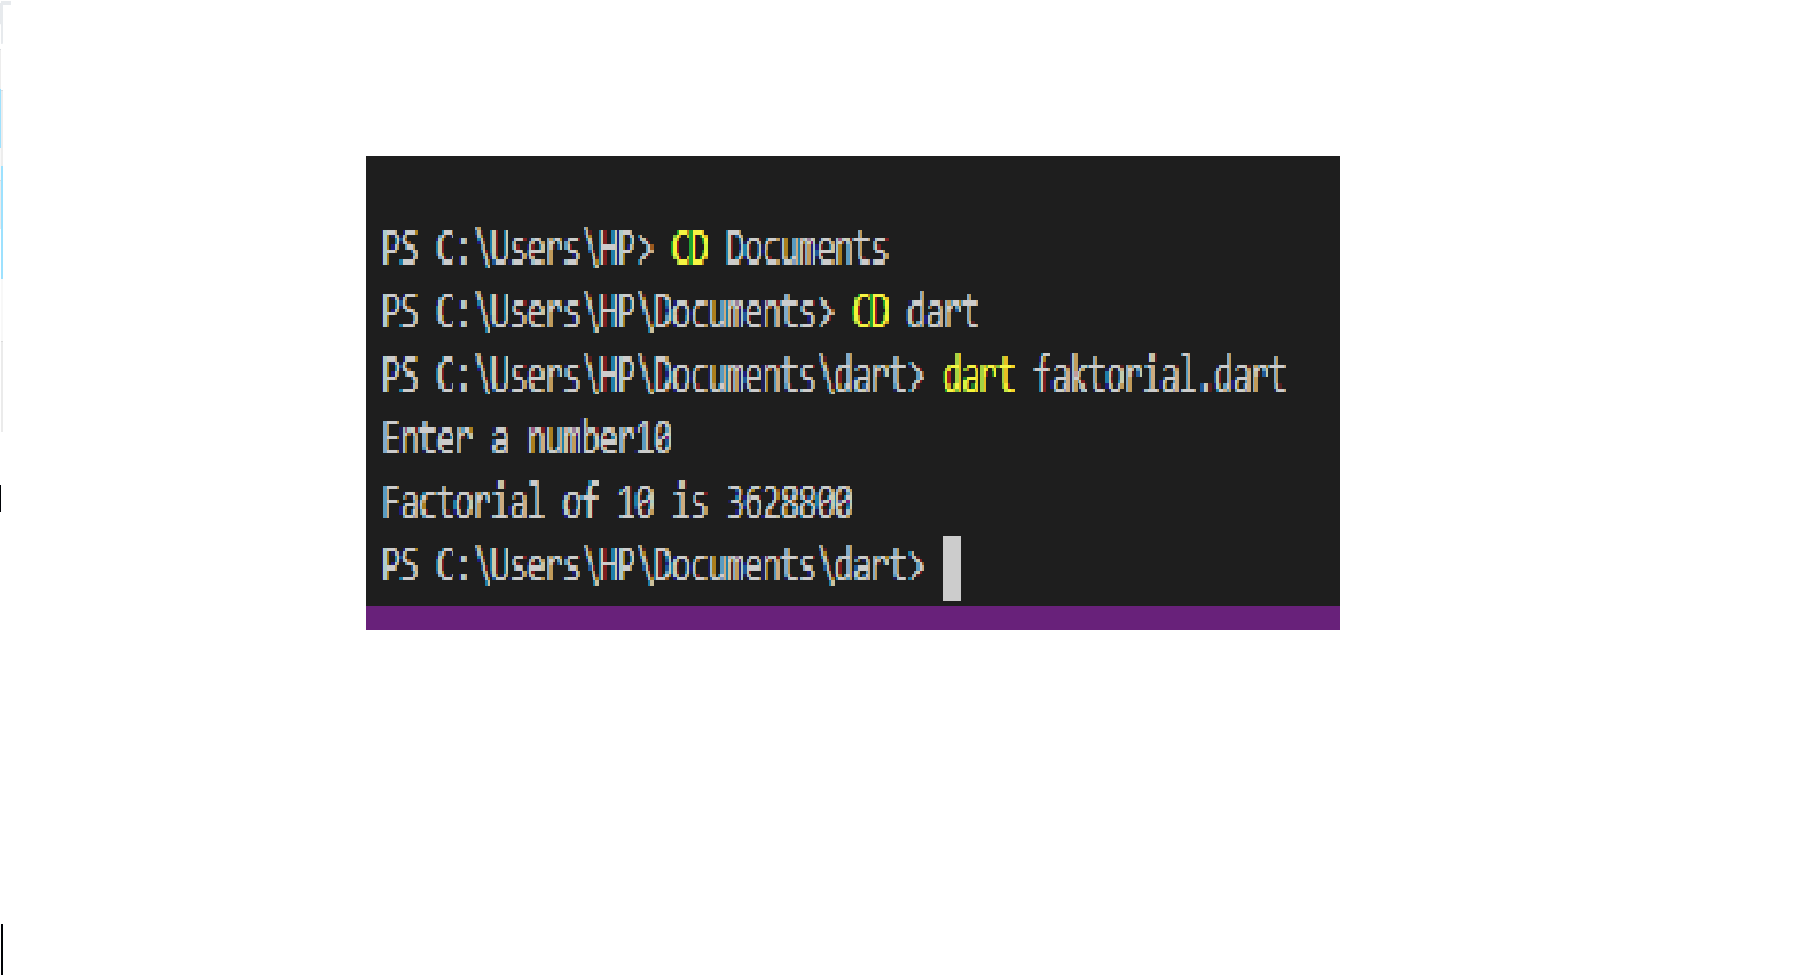 PS C:\Users\HP> CD Documents
PS C:\Users\HP\Documents> CD dart
PS C:\Users\HP\Documents\dart> dart faktorial.dart
Enter a number10
Factorial of 10 is 3628800
PS C:\Users\HP\Documents\dart>